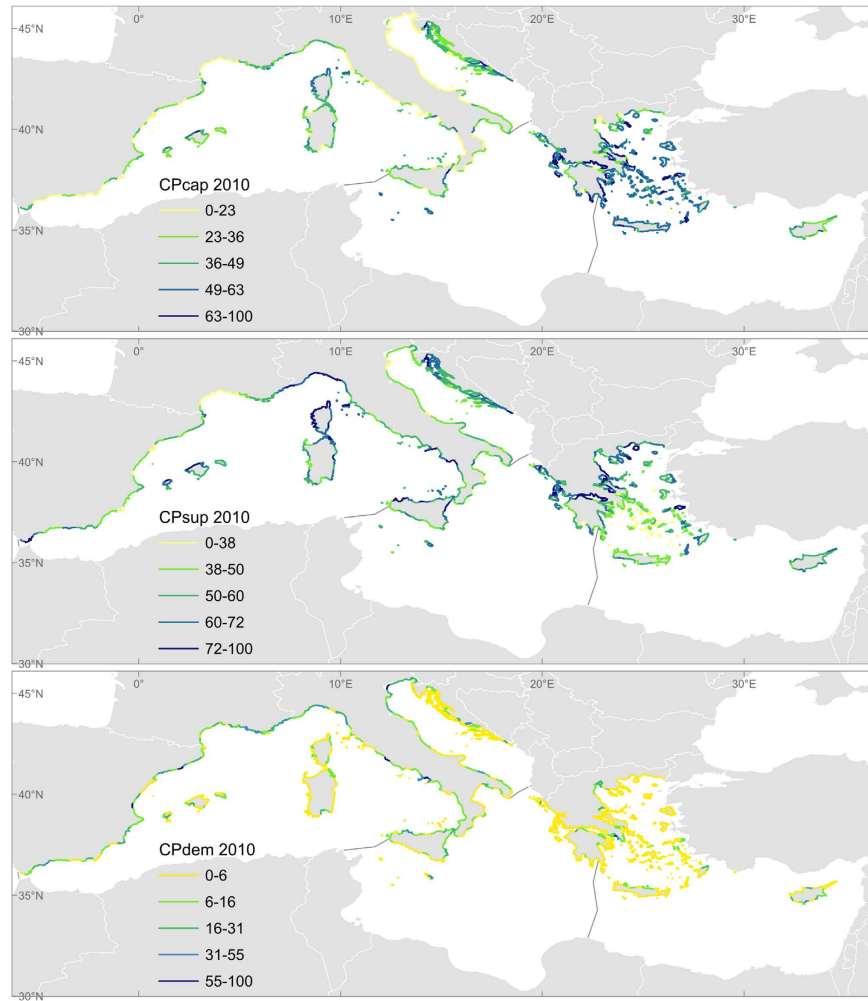 0° 10°E 20°E 30°E
45°N
40°N
35°N
30°N
CPcap 2010
0-23
23-36
36-49
49-63
63-100
0° 10°E 20°E 30°E
45°N
40°N
35°N
30°N
CPsup 2010
0-38
38-50
50-60
60-72
72-100
0° 10°E 20°E 30°E
45°N
40°N
35°N
30°N
CPdem 2010
0-6
6-16
16-31
31-55
55-100